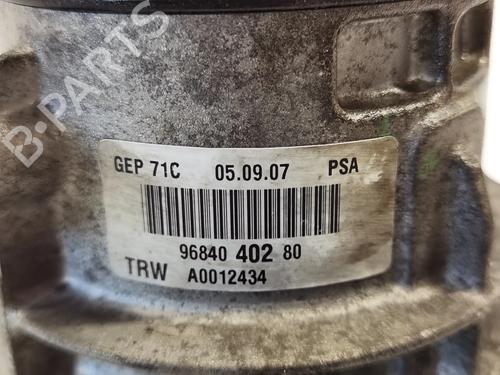 B-PARTS
GEP 71C 05.09.07 PSA
96840 402 80
TRW A0012434